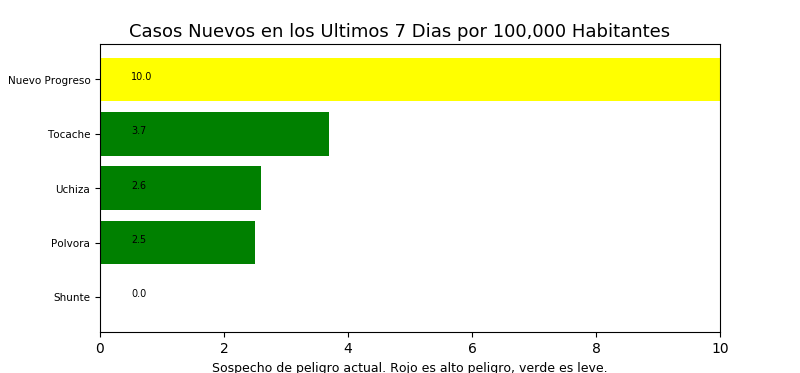 Casos Nuevos en los Ultimos 7 Dias por 100,000 Habitantes
Nuevo Progreso 10.0
Tocache 3.7
Uchiza 2.6
Polvora 2.5
Shunte 0.0
0 2 4 6 8 10
Sospecho de peligro actual. Rojo es alto peligro, verde es leve.